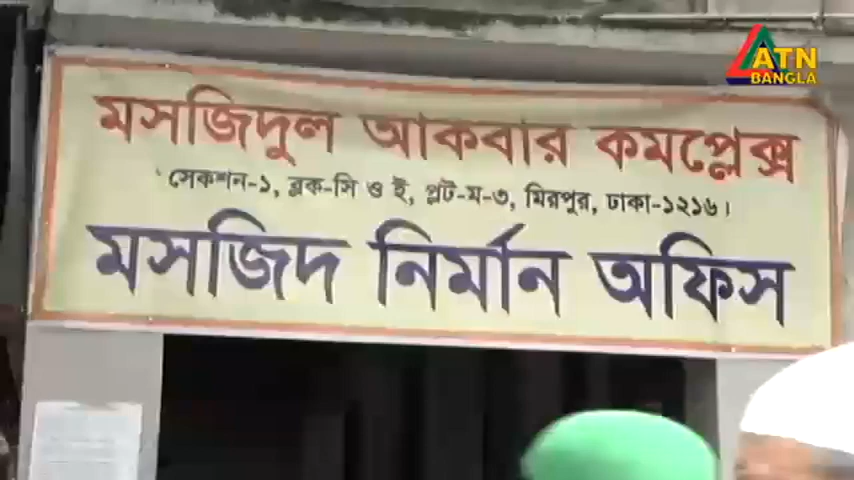 ATN
BANGLA
মসজিদুল আকবার কমপ্লেক্স
সেকশন-১, ব্লক-সি ও ই, প্লট-ম-৩, মিরপুর, ঢাকা-১২১৬।
মসজিদ নির্মান অফিস